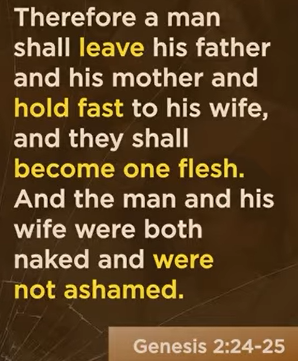 Therefore a man
shall leave his father
and his mother and
hold fast to his wife,
and they shall
become one flesh.
And the man and his
wife were both
naked and were
not ashamed.
Genesis 2:24-25